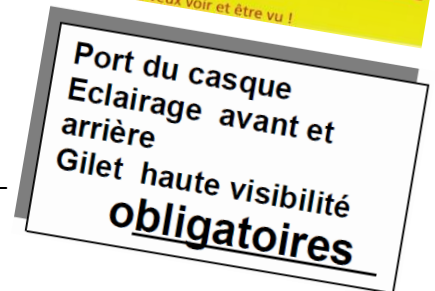 voir et être vu !
Port du casque
Eclairage avant et
arrière
Gilet haute visibilité
obligatoires